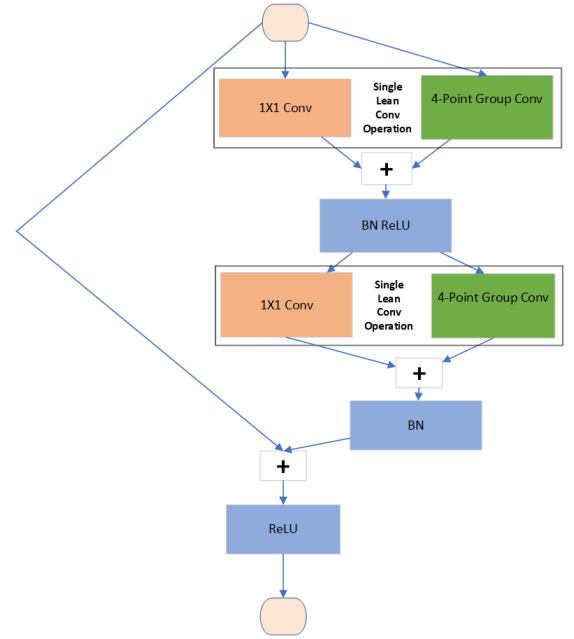 1X1 Conv
Single
Lean
Conv
Operation
4-Point Group Conv
+
BN ReLU
1X1 Conv
Single
Lean
Conv
Operation
4-Point Group Conv
+
BN
+
ReLU